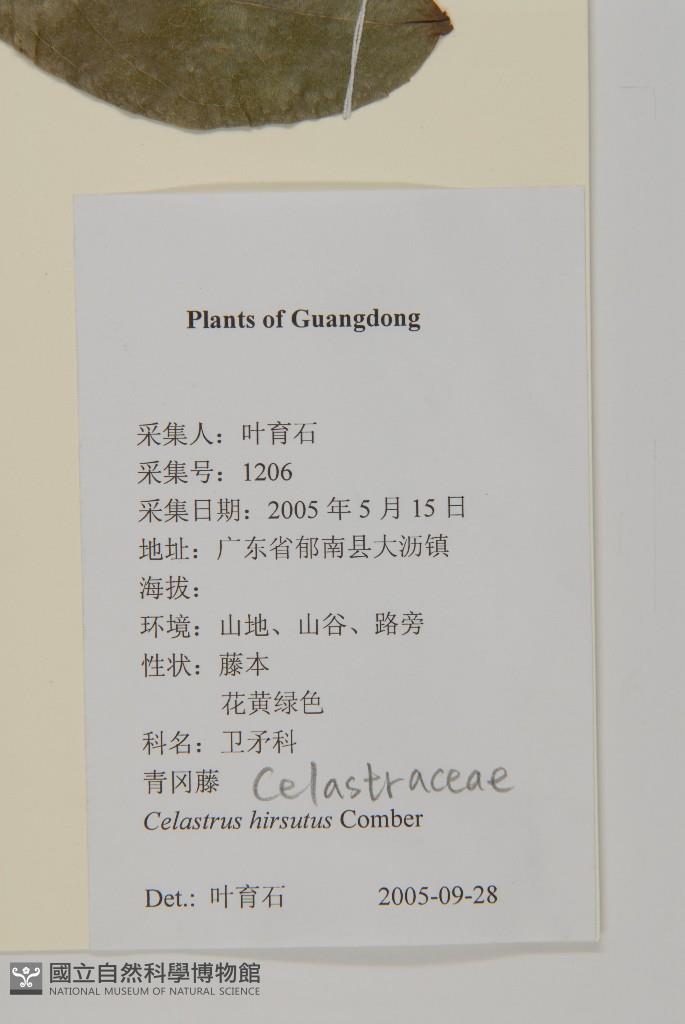 Plants of Guangdong
采集人：叶育石
采集号：1206
采集日期：2005 年 5 月 15 日
地址：广东省郁南县大沥镇
海拔：
环境：山地、山谷、路旁
性状：藤本
花黄绿色
科名：卫矛科
青冈藤 Celastraceae
Celastrus hirsutus Comber
Det.: 叶育石 2005-09-28
國立自然科學博物館
NATIONAL MUSEUM OF NATURAL SCIENCE